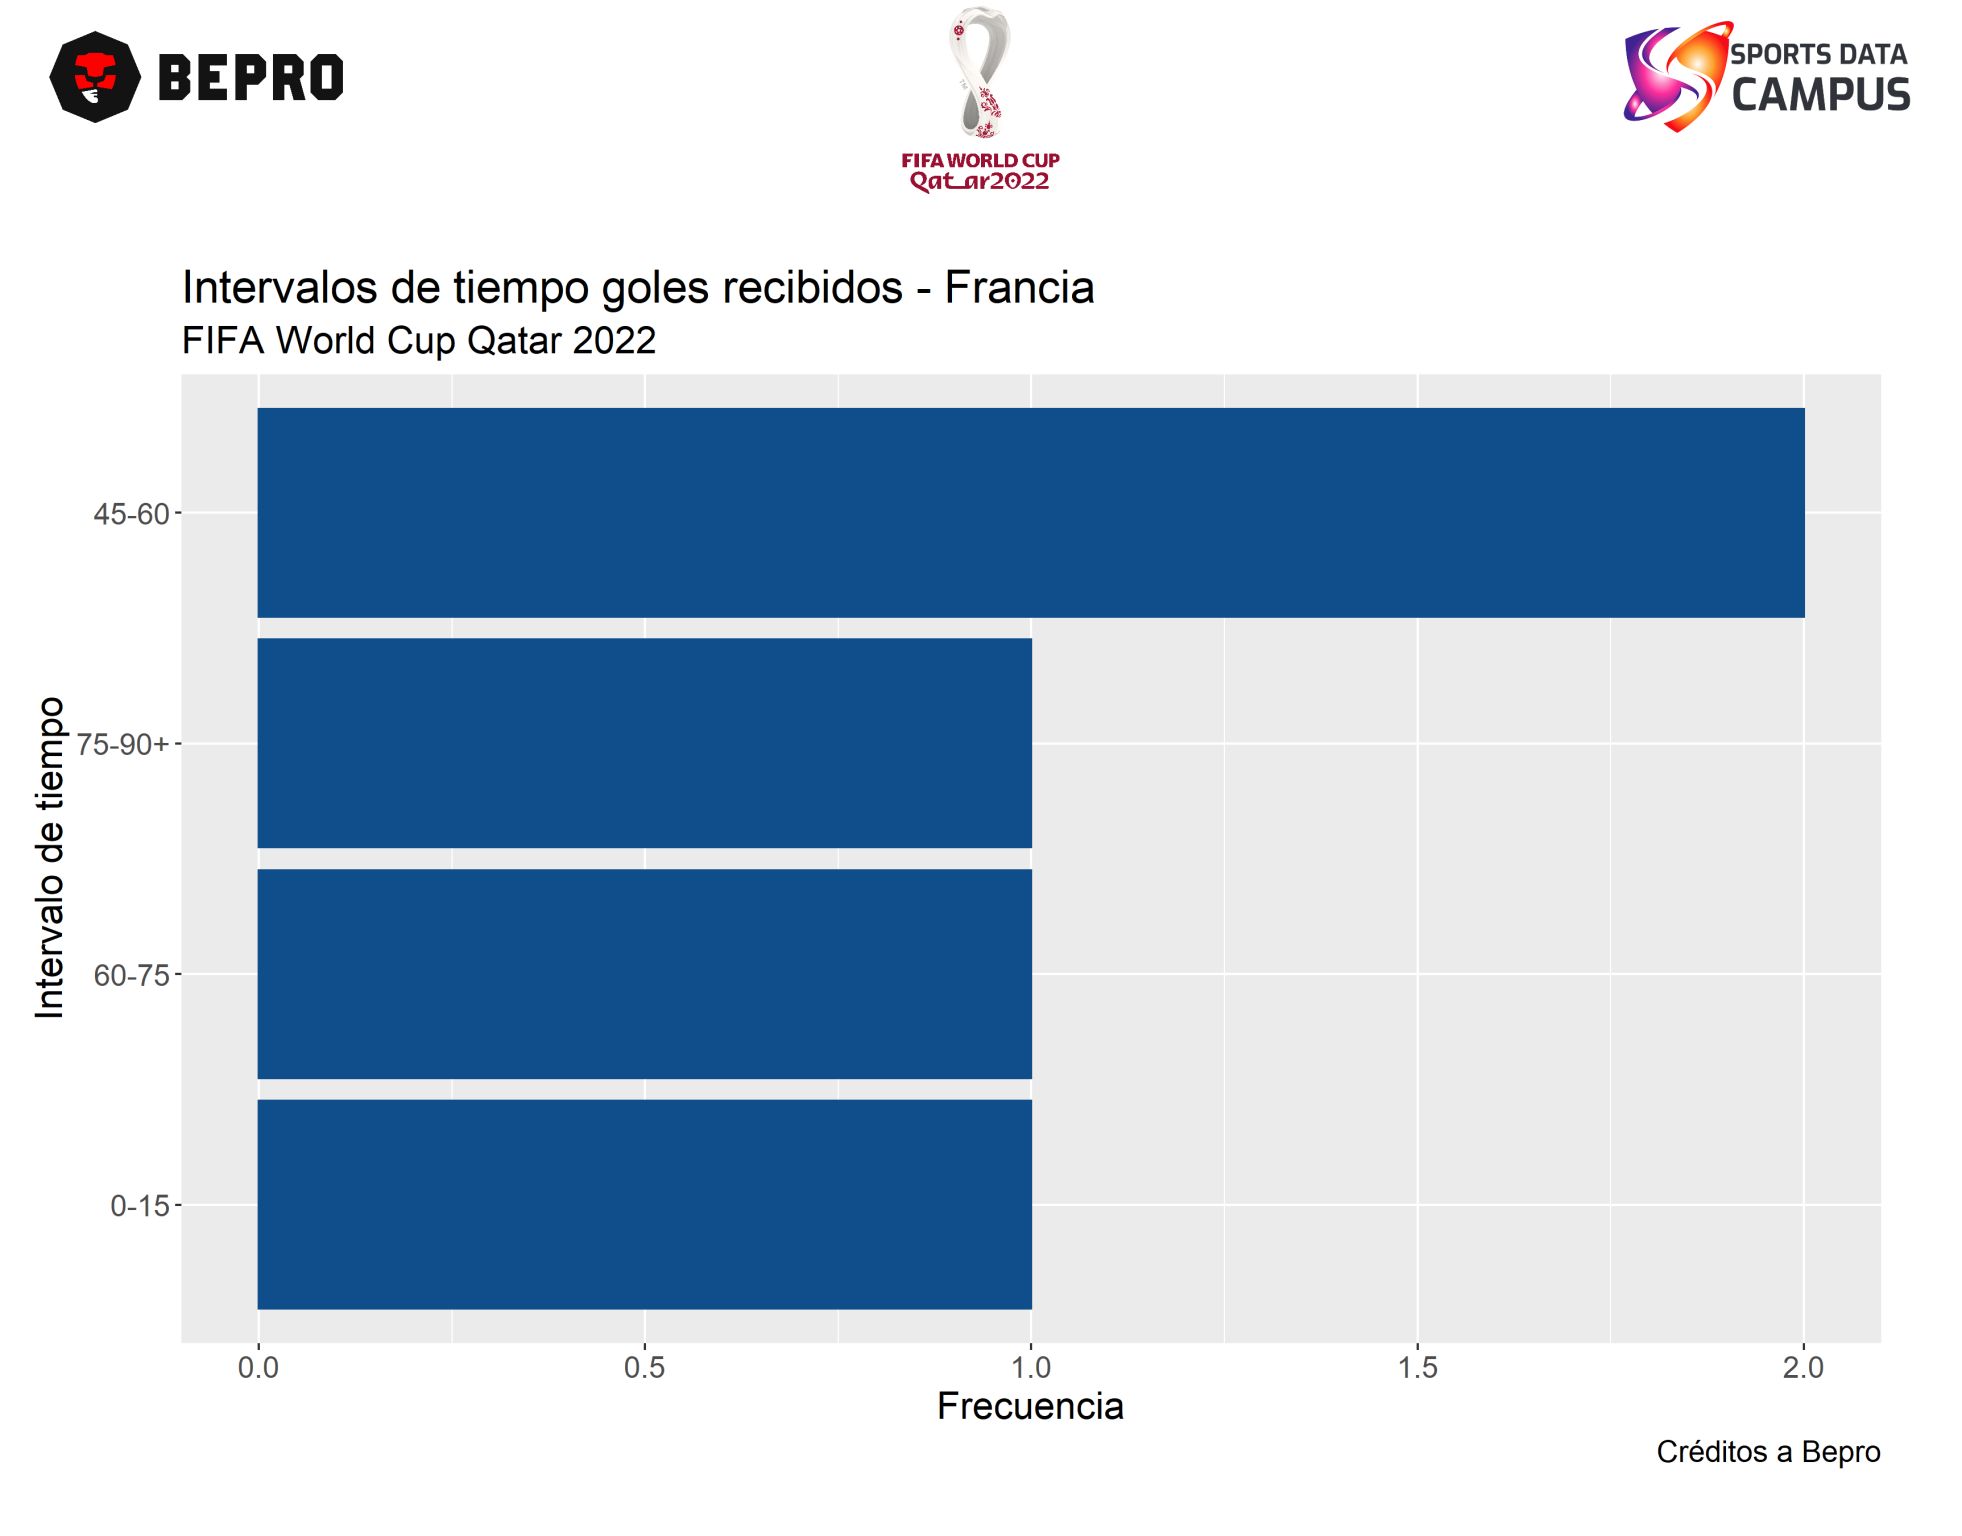 BEPRO
TM
FIFA WORLD CUP
Qatar2022
SPORTS DATA
CAMPUS
Intervalos de tiempo goles recibidos - Francia
FIFA World Cup Qatar 2022
Intervalo de tiempo
45-60
75-90+
60-75
0-15
0.0 0.5 1.0 1.5 2.0
Frecuencia
Créditos a Bepro